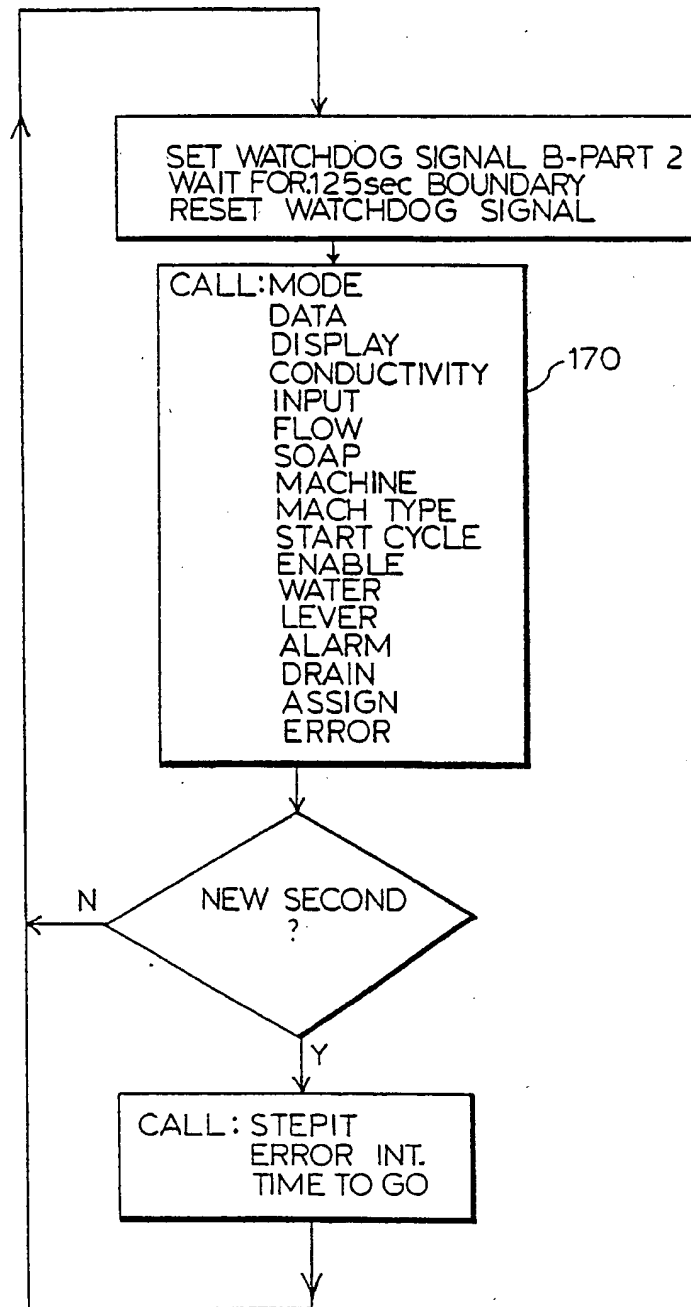 SET WATCHDOG SIGNAL B-PART 2
WAIT FOR.125sec BOUNDARY
RESET WATCHDOG SIGNAL
CALL: MODE
DATA
DISPLAY
CONDUCTIVITY
INPUT
FLOW
SOAP
MACHINE
MACH TYPE
START CYCLE
ENABLE
WATER
LEVER
ALARM
DRAIN
ASSIGN
ERROR
170
NEW SECOND
?
N
Y
CALL: STEPIT
ERROR INT.
TIME TO GO